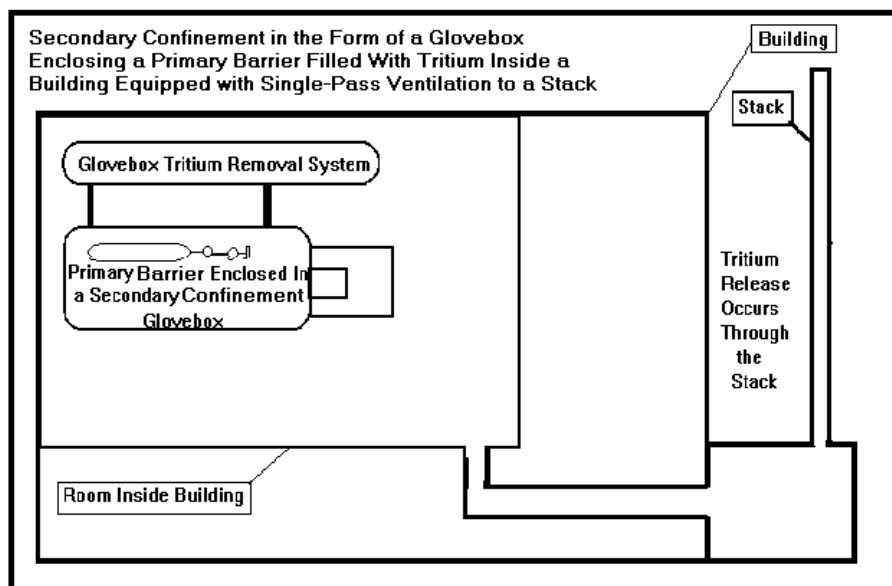 Secondary Confinement in the Form of a Glovebox
Enclosing a Primary Barrier Filled With Tritium Inside a
Building Equipped with Single-Pass Ventilation to a Stack
Building
Stack
Glovebox Tritium Removal System
Primary Barrier Enclosed In
a Secondary Confinement
Glovebox
Tritium
Release
Occurs
Through
the
Stack
Room Inside Building